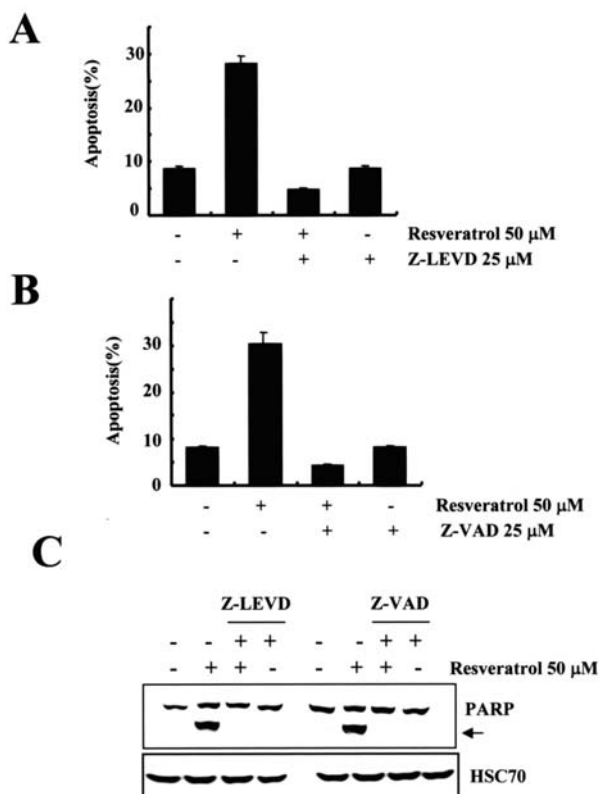 A
Apoptosis(%)
30
20
10
0
- + + - Resveratrol 50 μM
- - + + Z-LEVD 25 μM
B
Apoptosis(%)
30
20
10
0
- + + - Resveratrol 50 μM
- - + + Z-VAD 25 μM
C
Z-LEVD Z-VAD
- - + + - - + +
- + + - - + + - Resveratrol 50 μM
PARP
HSC70